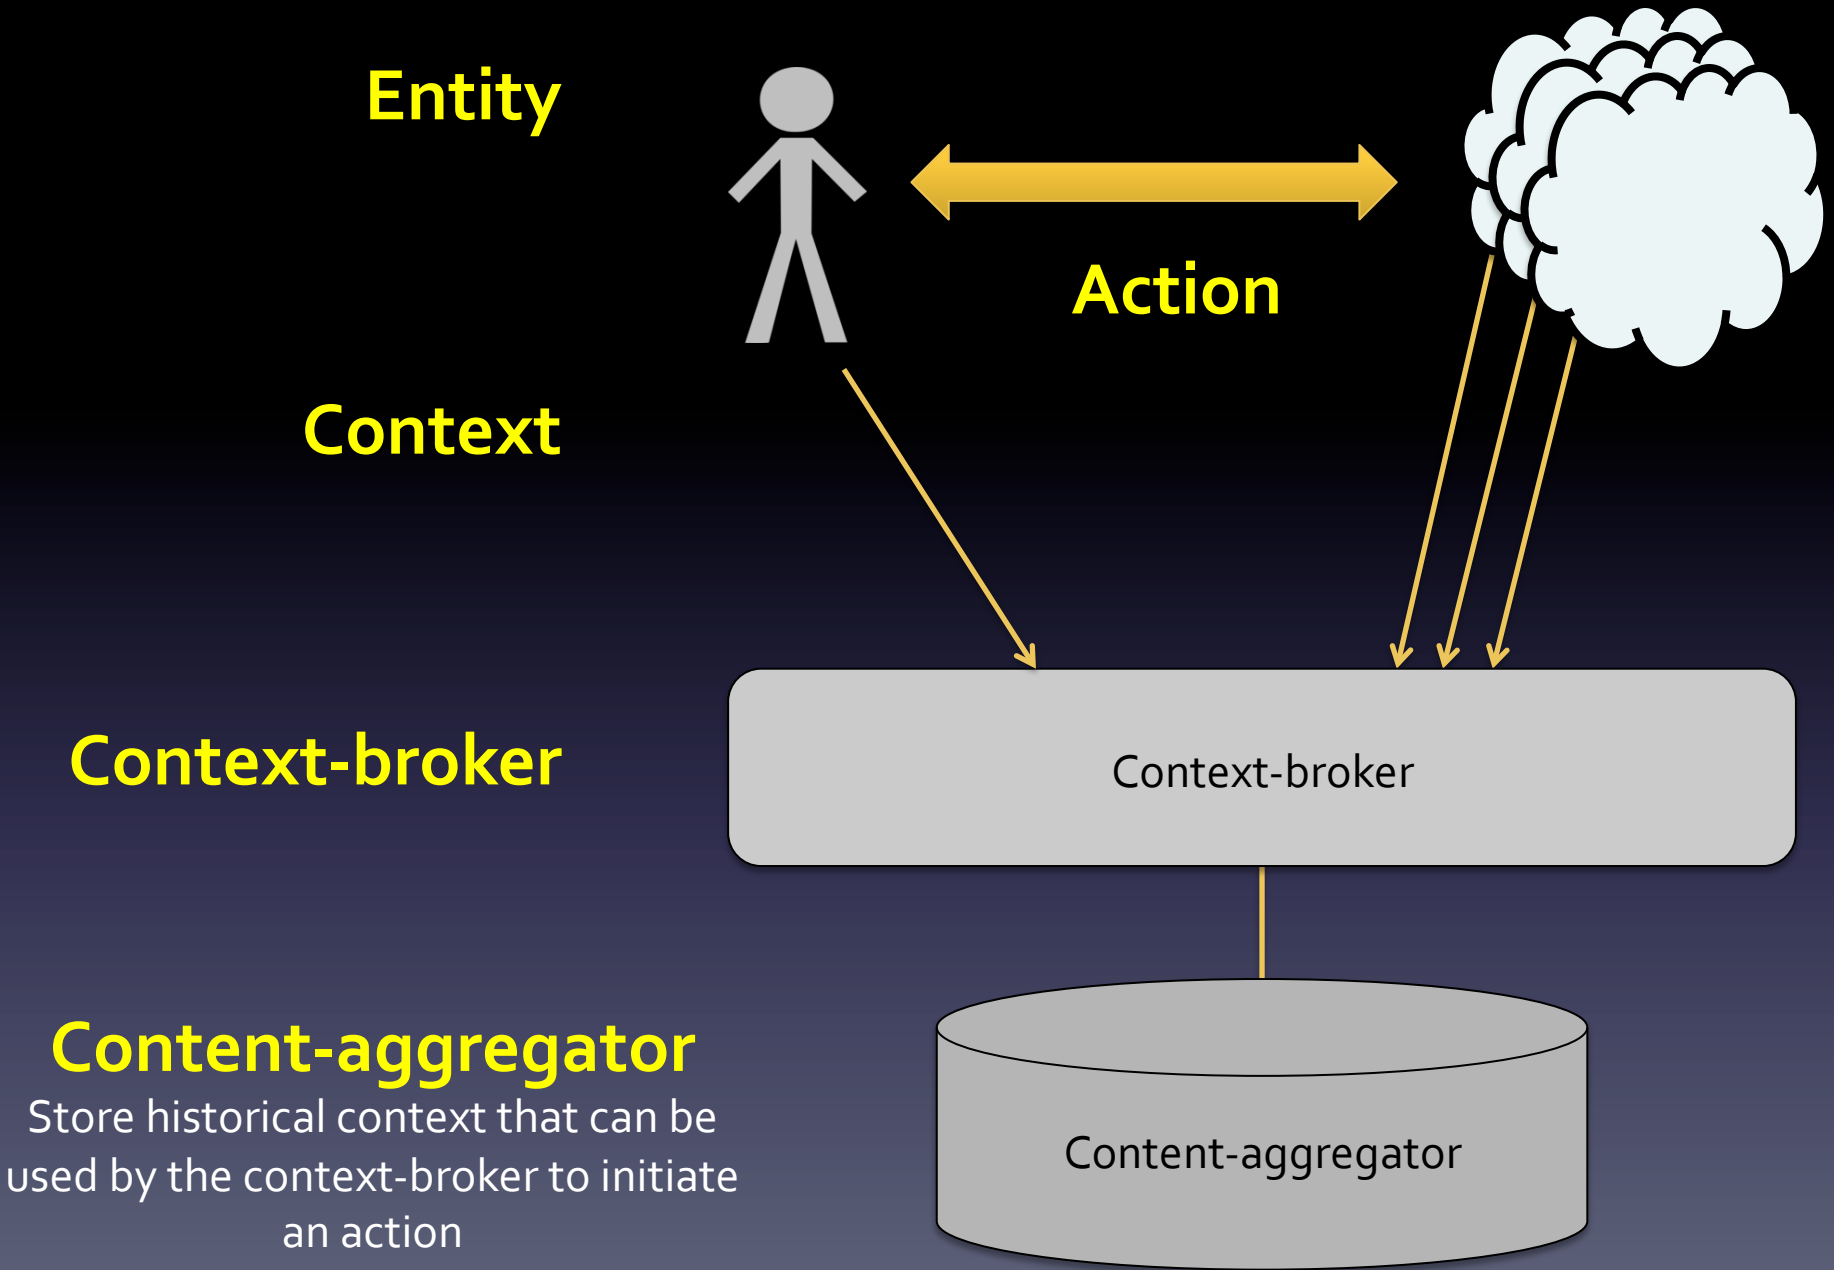 Entity
Action
Context
Context-broker
Context-broker
Content-aggregator
Store historical context that can be
used by the context-broker to initiate
an action
Content-aggregator